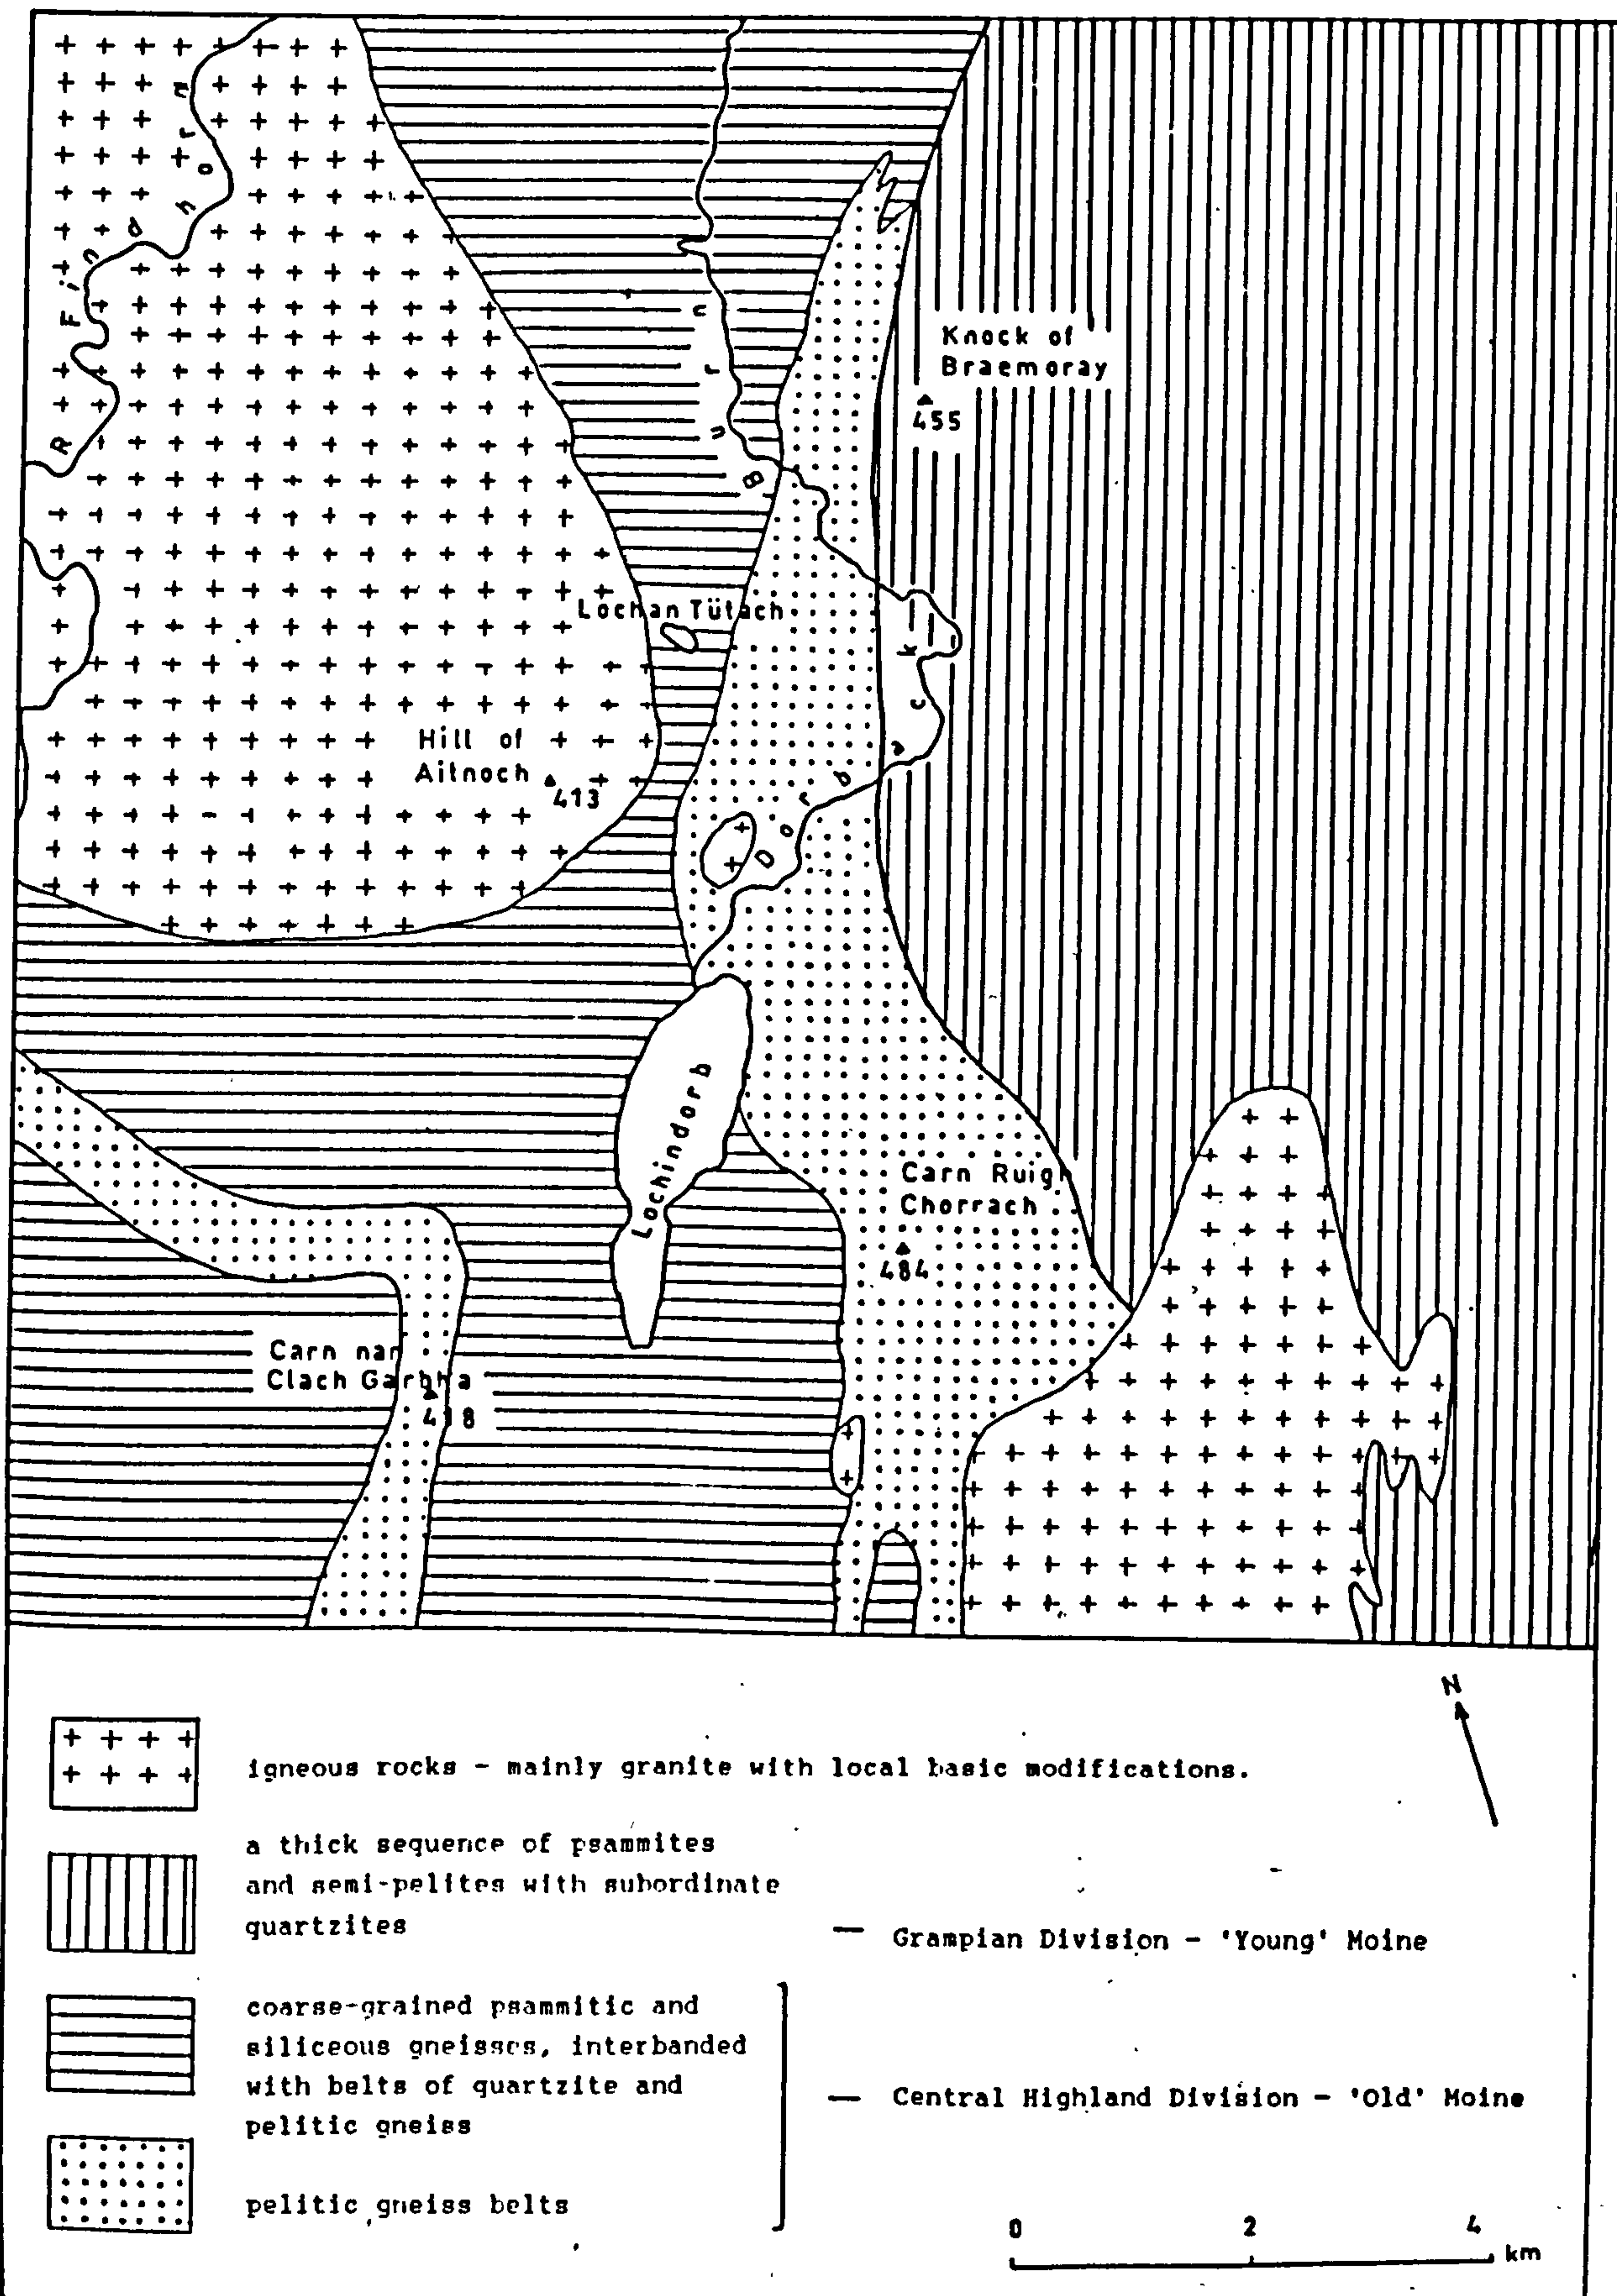 R Findhorn
Burn
Knock of
Braemoray
455
Lochan Tütach
Hill of
Aitnoch
413
Dorback
Lochindorb
Carn Ruigh
Chorrach
484
Carn nan
Clach Garbha
418
N
igneous rocks - mainly granite with local basic modifications.
a thick sequence of psammites
and semi-pelites with subordinate
quartzites
— Grampian Division - 'Young' Moine
coarse-grained psammitic and
siliceous gneisses, interbanded
with belts of quartzite and
pelitic gneiss
— Central Highland Division - 'Old' Moine
pelitic gneiss belts
0 2 4
km